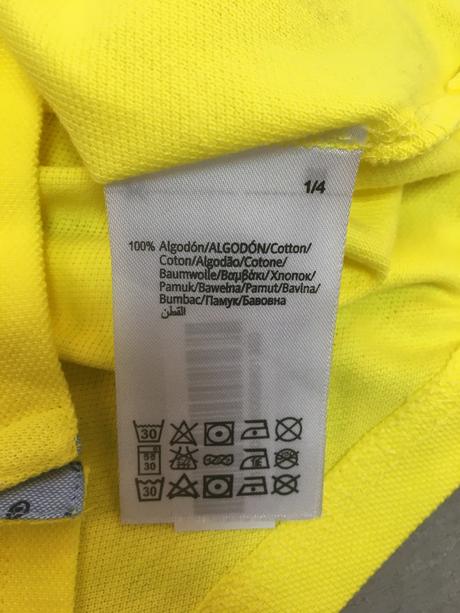 1/4
100% Algodón/ALGODÓN/Cotton/
Coton/Algodão/Cotone/
Baumwolle/Βαμβάκι/Хлопок/
Pamuk/Bawełna/Pamut/Bavlna/
Bumbac/Памук/Бавовна
القطن
30
30
30